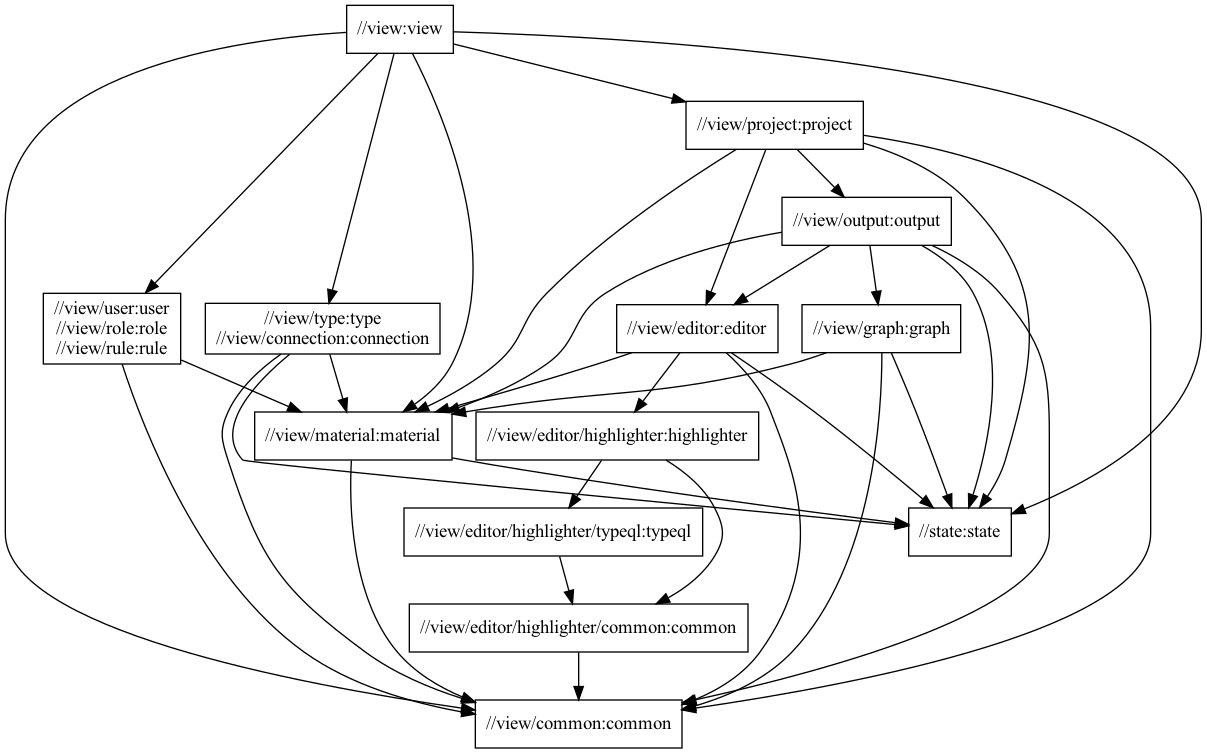 //view:view
//view/project:project
//view/output:output
//view/user:user
//view/role:role
//view/rule:rule
//view/type:type
//view/connection:connection
//view/editor:editor
//view/graph:graph
//view/material:material
//view/editor/highlighter:highlighter
//view/editor/highlighter/typeql:typeql
//state:state
//view/editor/highlighter/common:common
//view/common:common